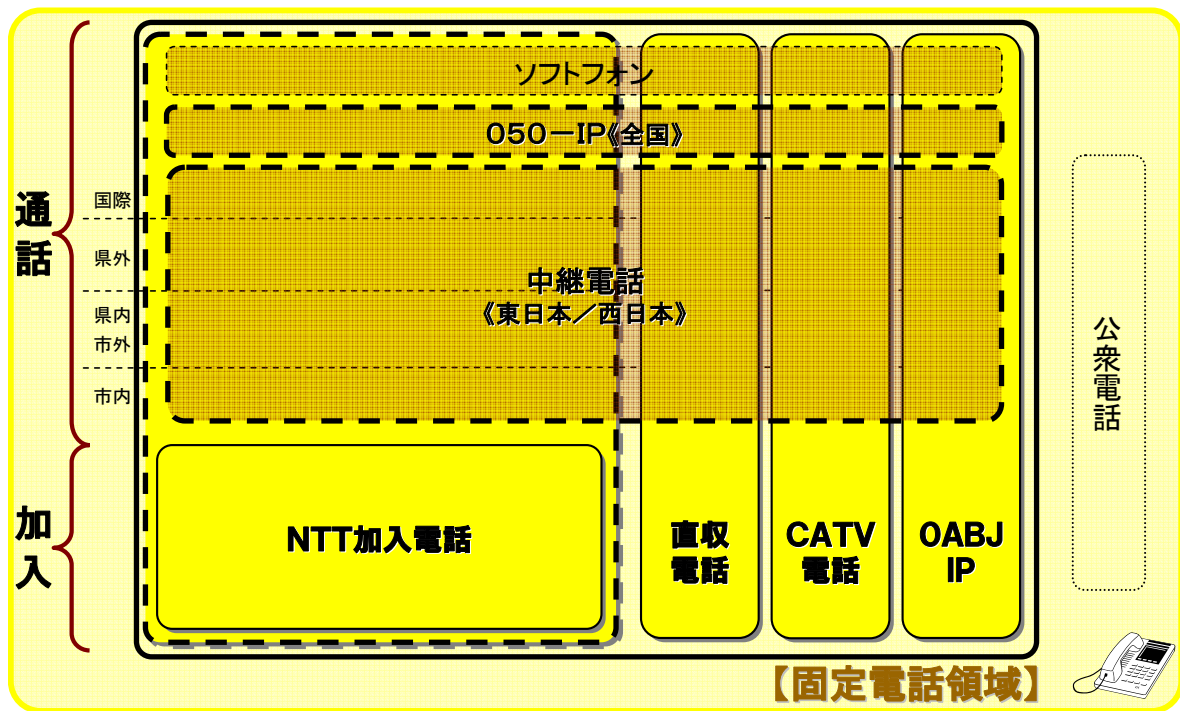 通話
国際
県外
県内
市外
市内
加入
ソフトフォン
050-IP《全国》
中継電話
《東日本/西日本》
NTT加入電話
直収
電話
CATV
電話
0ABJ
IP
公衆電話
【固定電話領域】